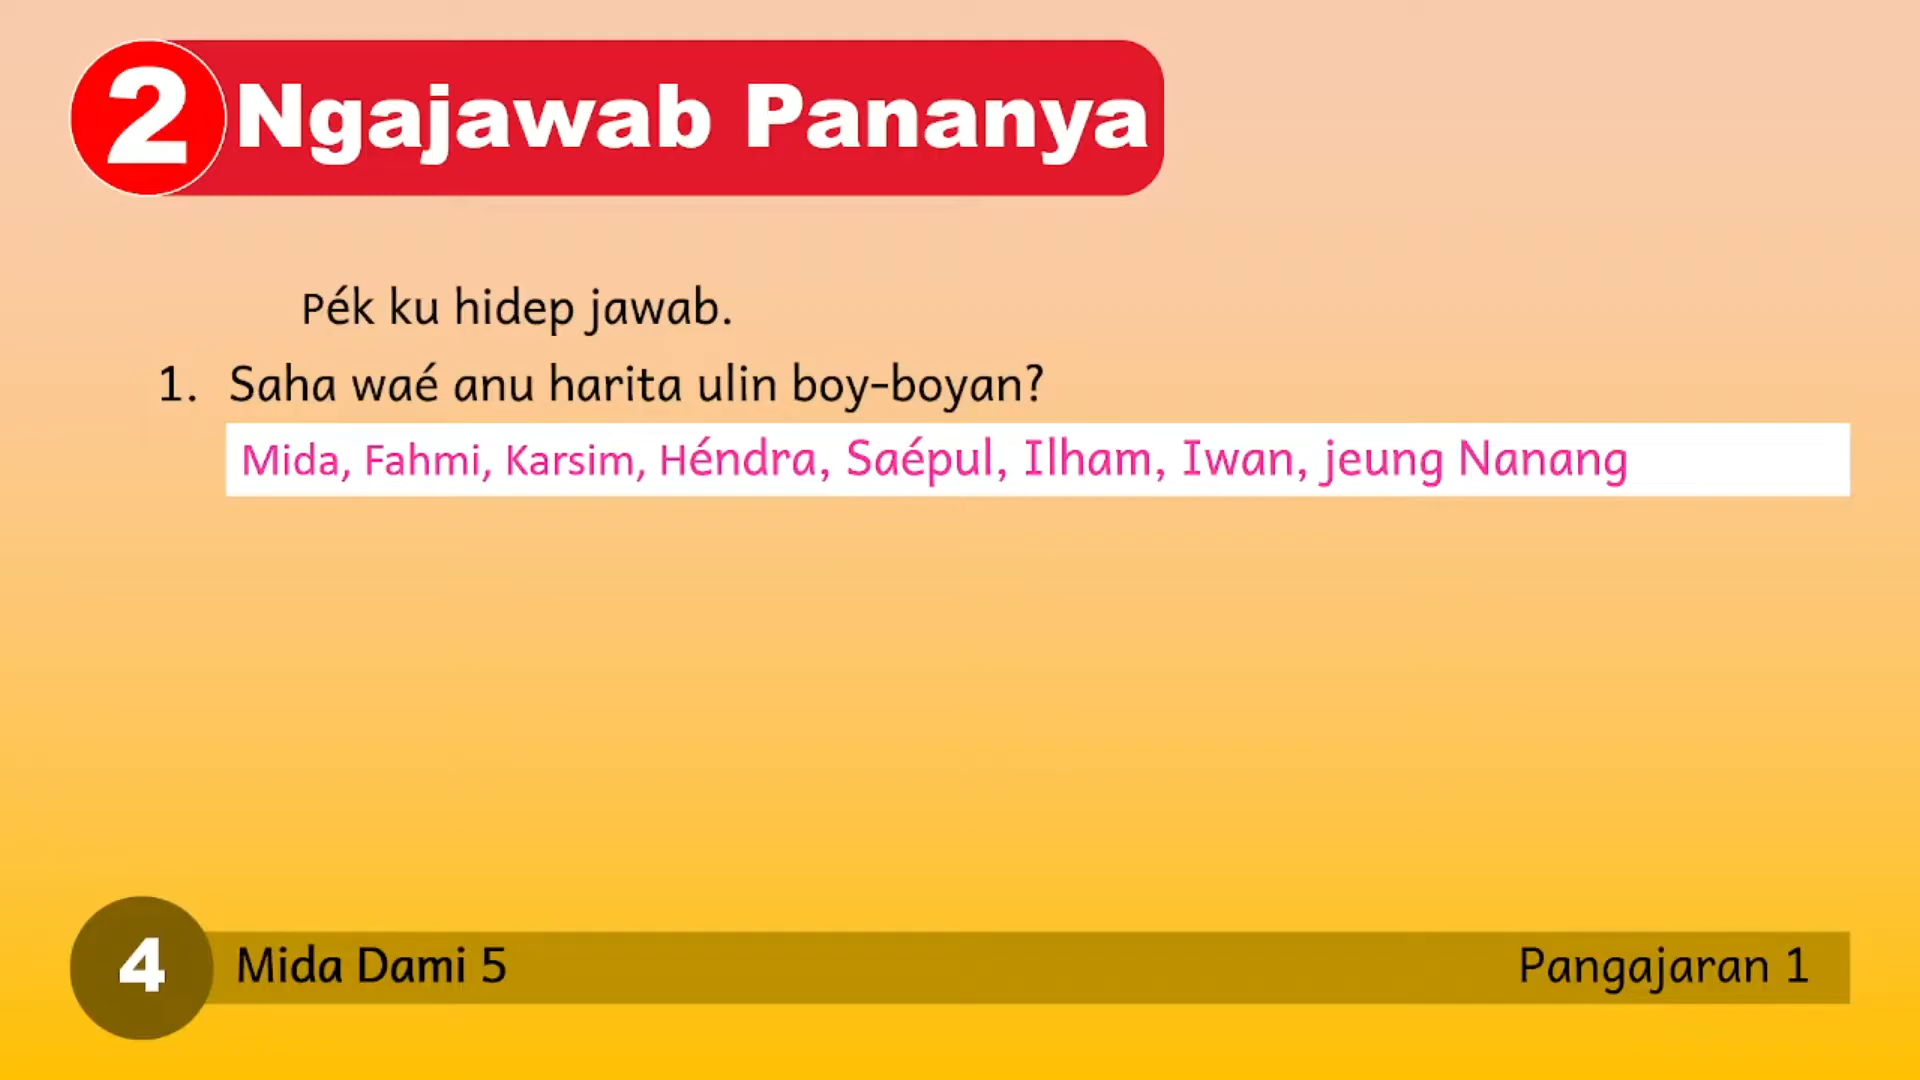 2 Ngajawab Pananya
Pék ku hidep jawab.
1. Saha waé anu harita ulin boy-boyan?
Mida, Fahmi, Karsim, Héndra, Saépul, Ilham, Iwan, jeung Nanang
4 Mida Dami 5 Pangajaran 1